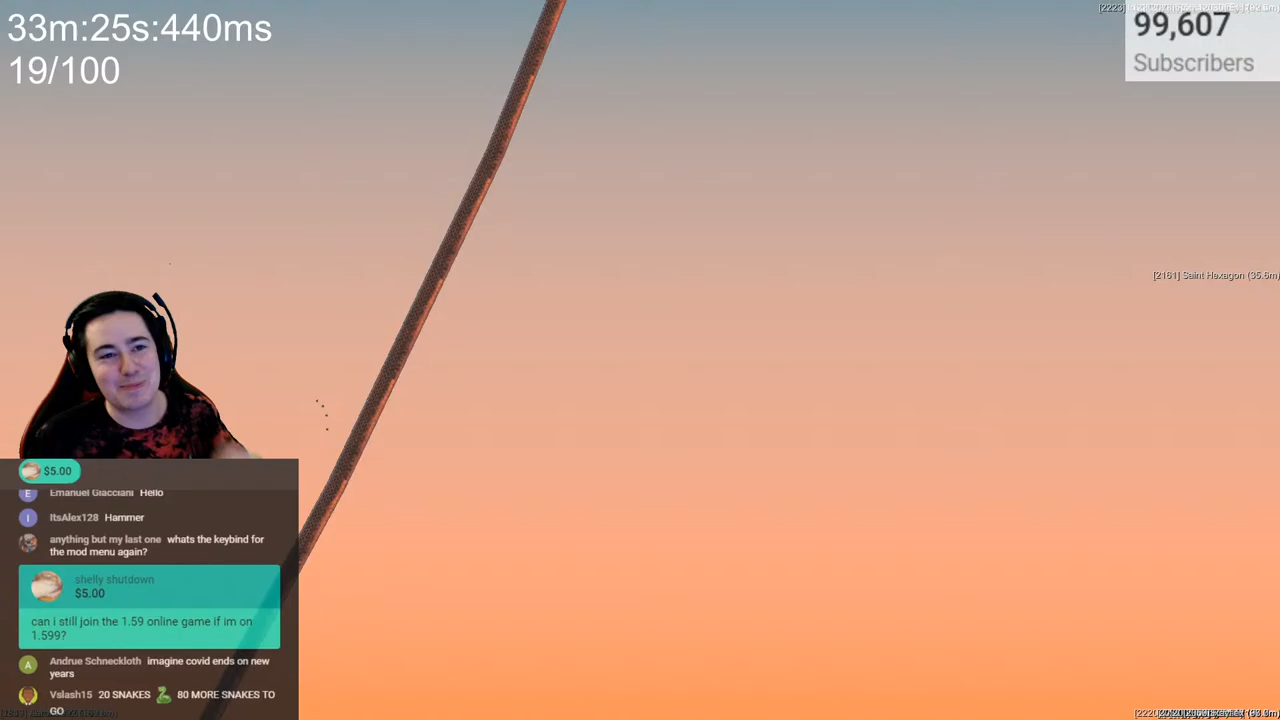 33m:25s:440ms
19/100
99,607
Subscribers
[2161] Saint Hexagon (35.6m)
$5.00
Emanuel Giacciani Hello
ItsAlex128 Hammer
anything but my last one whats the keybind for
the mod menu again?
shelly shutdown
$5.00
can i still join the 1.59 online game if im on
1.599?
Andrue Schneckloth imagine covid ends on new
years
Vslash15 20 SNAKES 🐍 80 MORE SNAKES TO
GO